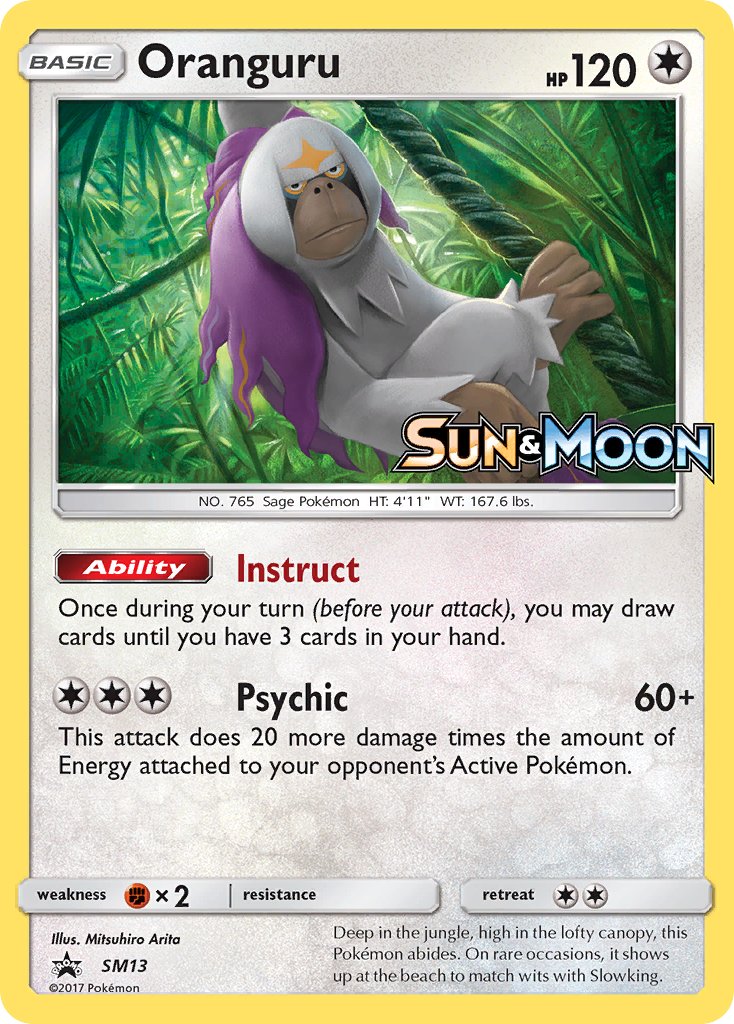 BASIC Oranguru HP 120
SUN & MOON
NO. 765 Sage Pokémon HT: 4'11" WT: 167.6 lbs.
Ability Instruct
Once during your turn (before your attack), you may draw
cards until you have 3 cards in your hand.
Psychic 60+
This attack does 20 more damage times the amount of
Energy attached to your opponent's Active Pokémon.
weakness × 2 resistance retreat
Illus. Mitsuhiro Arita
SM13
©2017 Pokémon
Deep in the jungle, high in the lofty canopy, this
Pokémon abides. On rare occasions, it shows
up at the beach to match wits with Slowking.